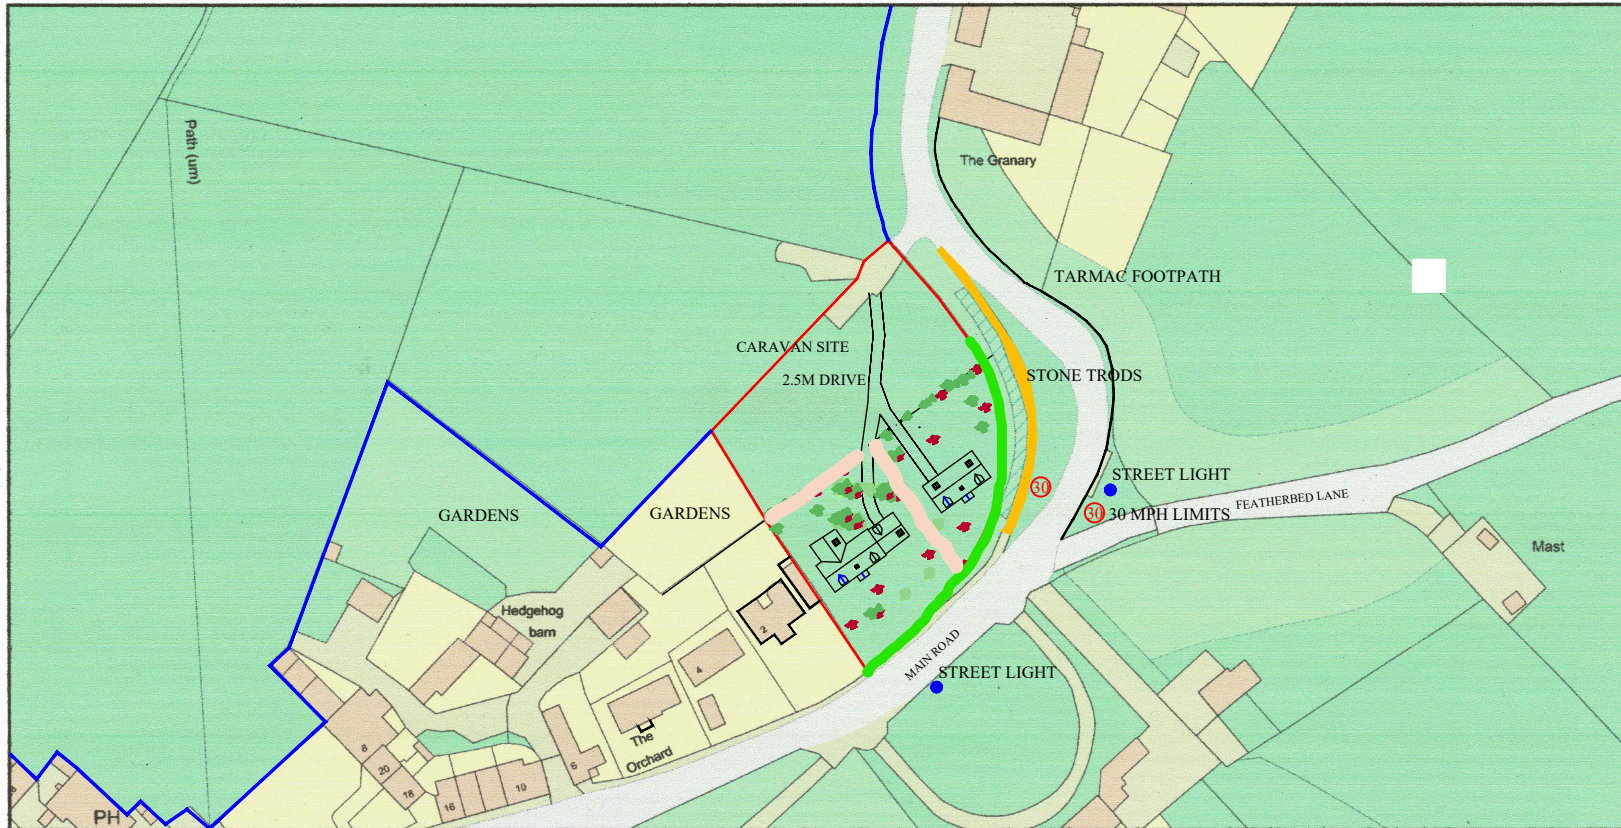 Path (um)
The Granary
TARMAC FOOTPATH
CARAVAN SITE
2.5M DRIVE
STONE TRODS
STREET LIGHT
30
30
30 MPH LIMITS
FEATHERBED LANE
GARDENS
GARDENS
Mast
Hedgehog
barn
2
4
MAIN ROAD
STREET LIGHT
The
Orchard
6
8
20
18
16
10
PH